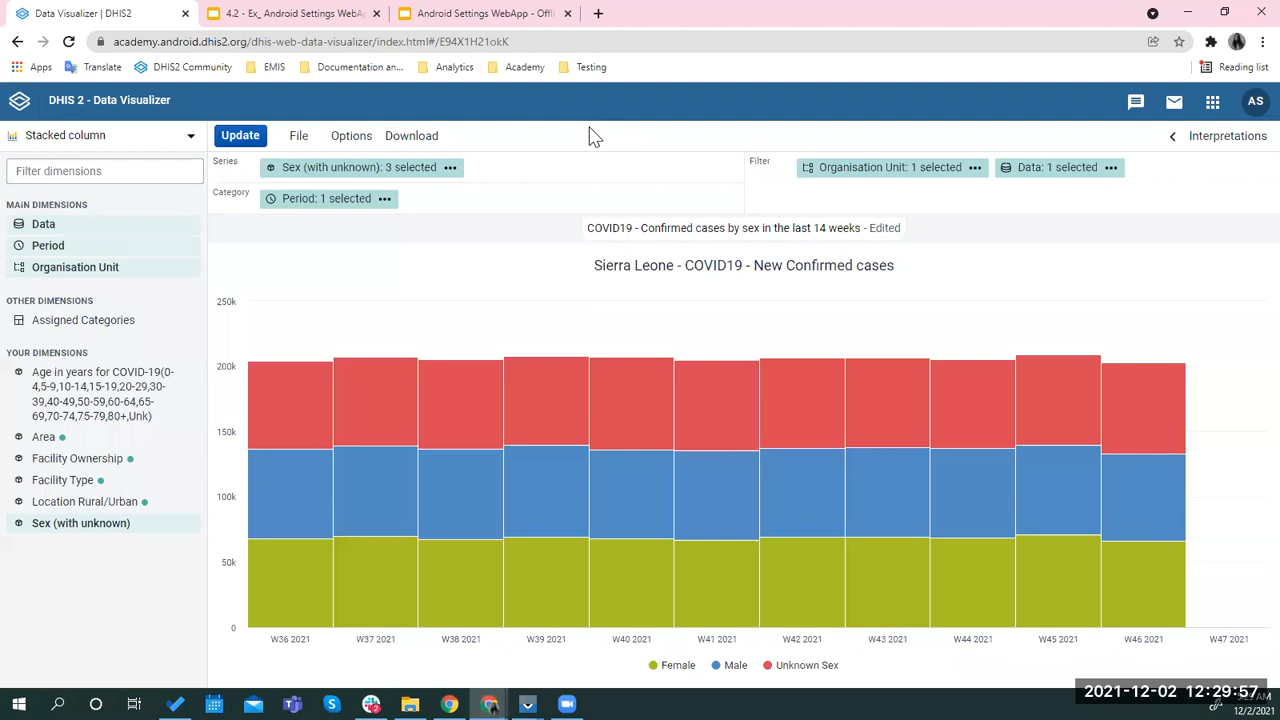 Data Visualizer | DHIS2
4.2 - Ex_ Android Settings WebAp
Android Settings WebApp - Offli
academy.android.dhis2.org/dhis-web-data-visualizer/index.html#/E94X1H21okK
Apps
Translate
DHIS2 Community
EMIS
Documentation an...
Analytics
Academy
Testing
Reading list
DHIS 2 - Data Visualizer
AS
Stacked column
Update
File
Options
Download
Interpretations
Filter dimensions
Series
Sex (with unknown): 3 selected
Filter
Organisation Unit: 1 selected
Data: 1 selected
Category
Period: 1 selected
MAIN DIMENSIONS
Data
Period
Organisation Unit
OTHER DIMENSIONS
Assigned Categories
YOUR DIMENSIONS
Age in years for COVID-19(0-
4,5-9,10-14,15-19,20-29,30-
39,40-49,50-59,60-64,65-
69,70-74,75-79,80+,Unk)
Area
Facility Ownership
Facility Type
Location Rural/Urban
Sex (with unknown)
COVID19 - Confirmed cases by sex in the last 14 weeks - Edited
Sierra Leone - COVID19 - New Confirmed cases
250k
200k
150k
100k
50k
0
W36 2021
W37 2021
W38 2021
W39 2021
W40 2021
W41 2021
W42 2021
W43 2021
W44 2021
W45 2021
W46 2021
W47 2021
Female
Male
Unknown Sex
2021-12-02 12:29:57
12/2/2021